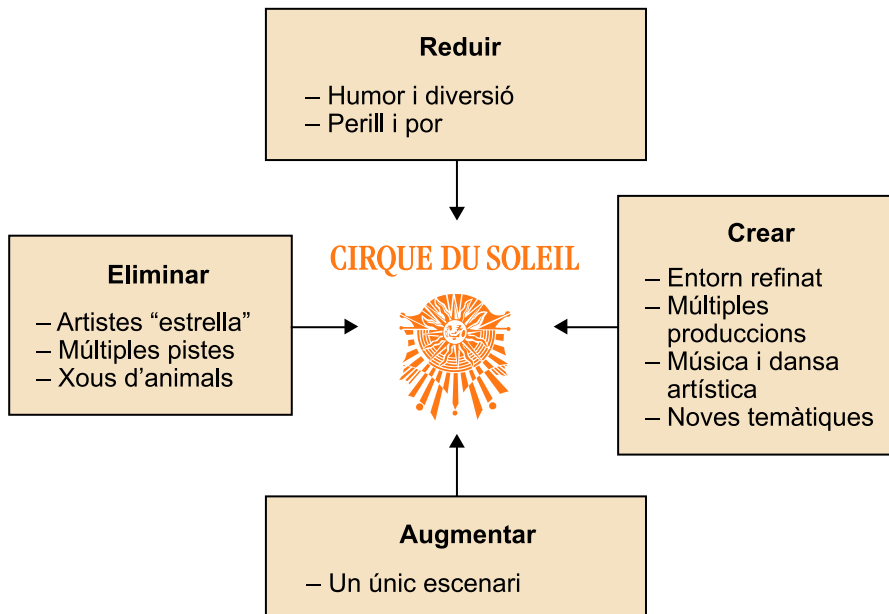 Reduir
– Humor i diversió
– Perill i por
CIRQUE DU SOLEIL
Eliminar
– Artistes “estrella”
– Múltiples pistes
– Xous d’animals
Crear
– Entorn refinat
– Múltiples
produccions
– Música i dansa
artística
– Noves temàtiques
Augmentar
– Un únic escenari